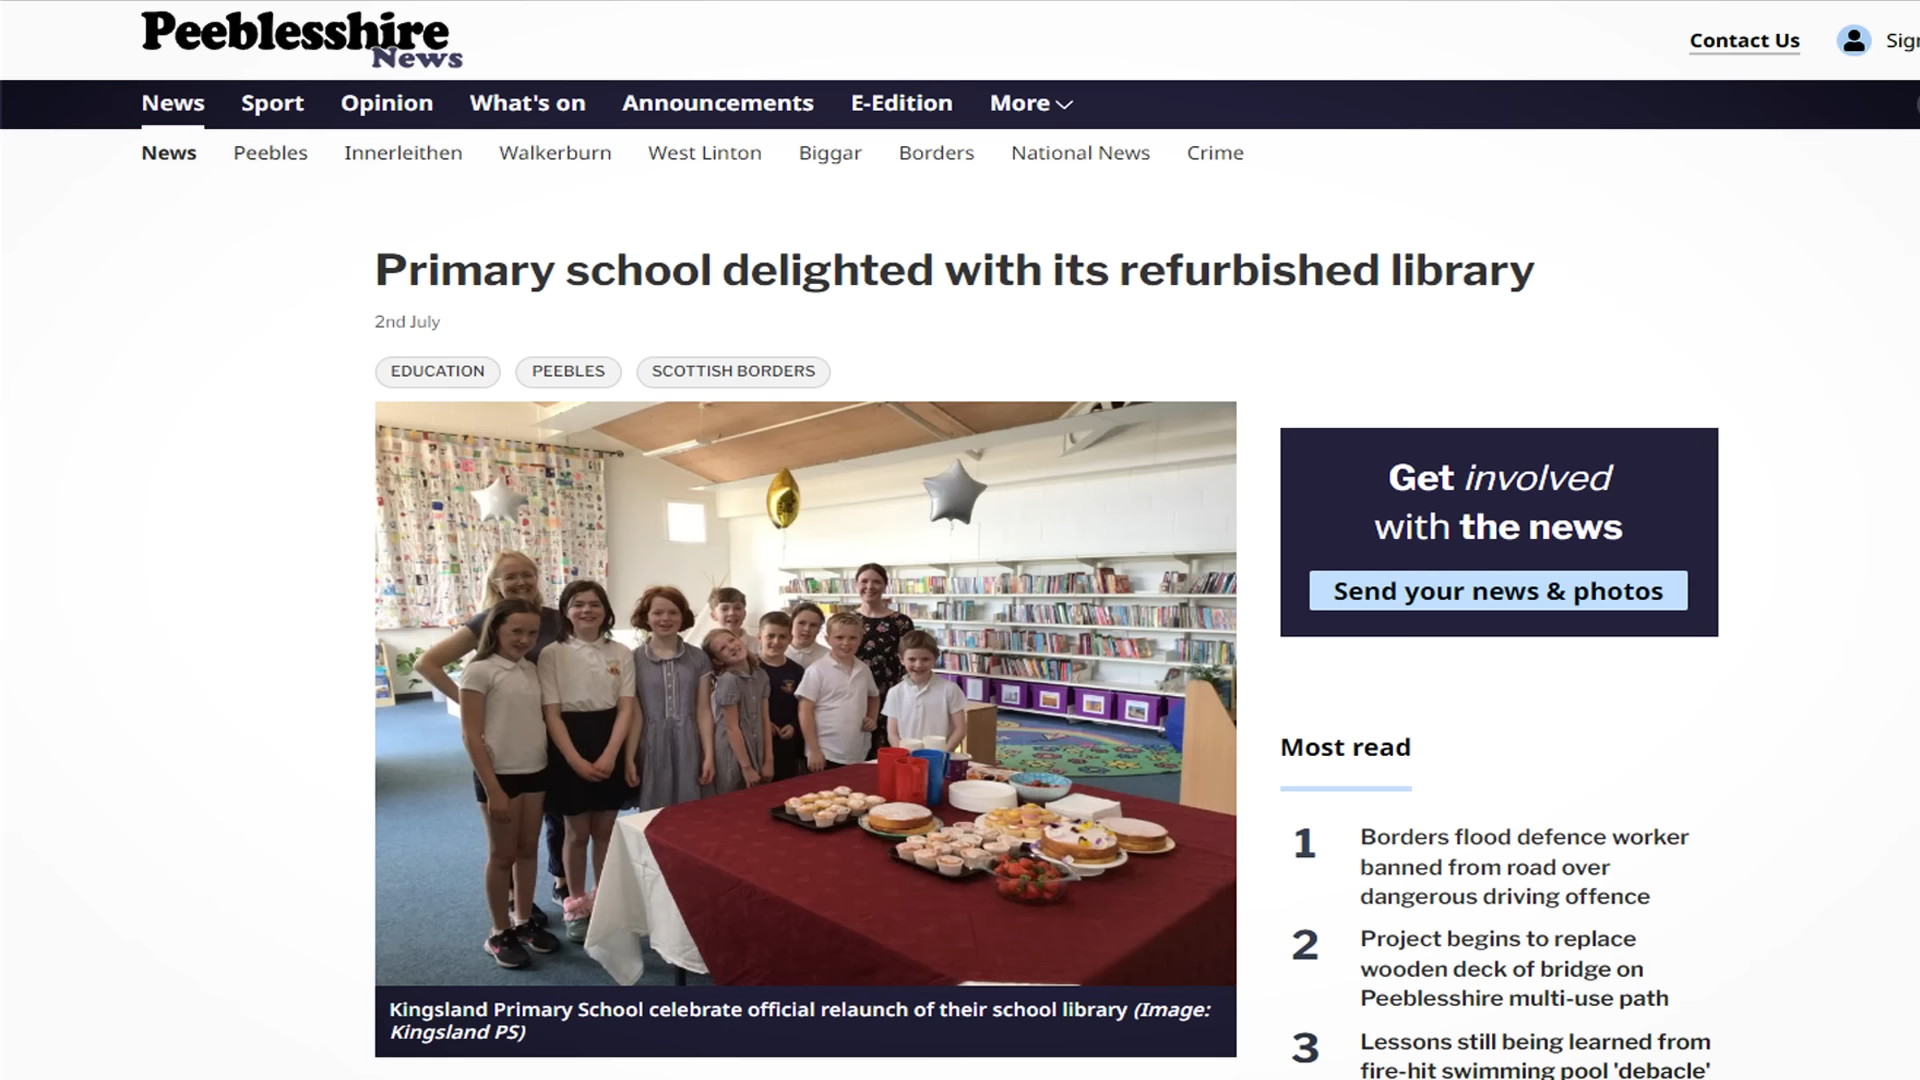 Peeblesshire
News
Contact Us
News Sport Opinion What's on Announcements E-Edition More
News Peebles Innerleithen Walkerburn West Linton Biggar Borders National News Crime
Primary school delighted with its refurbished library
2nd July
EDUCATION PEEBLES SCOTTISH BORDERS
Kingsland Primary School celebrate official relaunch of their school library (Image:
Kingsland PS)
Get involved
with the news
Send your news & photos
Most read
1 Borders flood defence worker
banned from road over
dangerous driving offence
2 Project begins to replace
wooden deck of bridge on
Peeblesshire multi-use path
3 Lessons still being learned from
fire-hit swimming pool 'debacle'